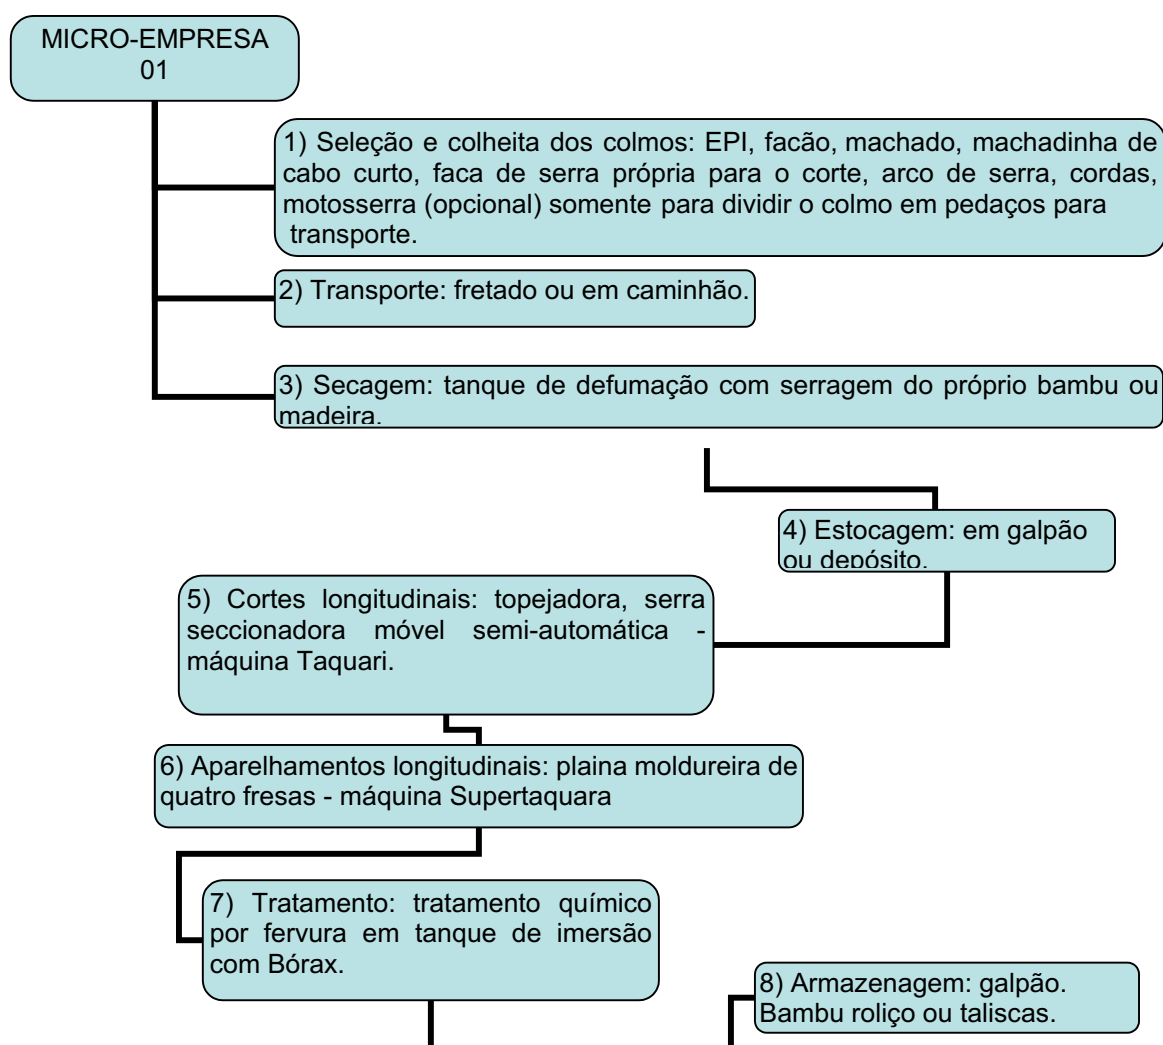 MICRO-EMPRESA
01
1) Seleção e colheita dos colmos: EPI, facão, machado, machadinha de
cabo curto, faca de serra própria para o corte, arco de serra, cordas,
motosserra (opcional) somente para dividir o colmo em pedaços para
transporte.
2) Transporte: fretado ou em caminhão.
3) Secagem: tanque de defumação com serragem do próprio bambu ou
madeira.
4) Estocagem: em galpão
ou depósito.
5) Cortes longitudinais: topejadora, serra
seccionadora móvel semi-automática -
máquina Taquari.
6) Aparelhamentos longitudinais: plaina moldureira de
quatro fresas - máquina Supertaquara
7) Tratamento: tratamento químico
por fervura em tanque de imersão
com Bórax.
8) Armazenagem: galpão.
Bambu roliço ou taliscas.